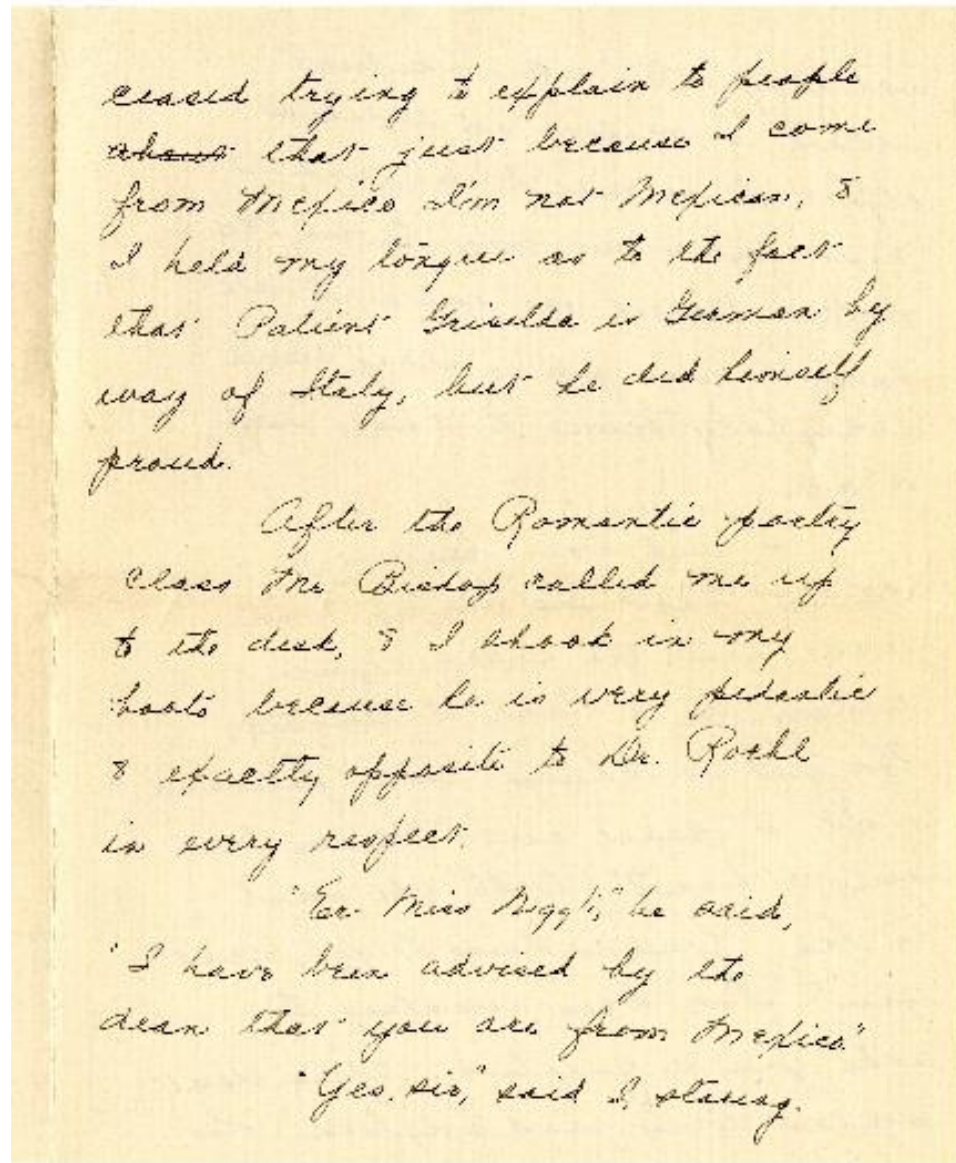 ceased trying to explain to people
about that just because I come
from Mexico I'm not Mexican, &
I held my tongue as to the fact
that Patient Griselda is German by
way of Italy, but he did himself
proud.
After the Romantic poetry
class Mr Bishop called me up
to the desk, & I shook in my
boots because he is very pedantic
& exactly opposite to Dr. Roehl
in every respect.
"Er- Miss Niggli," he said,
"I have been advised by the
dean that you are from Mexico."
"Yes, sir," said I, staring.